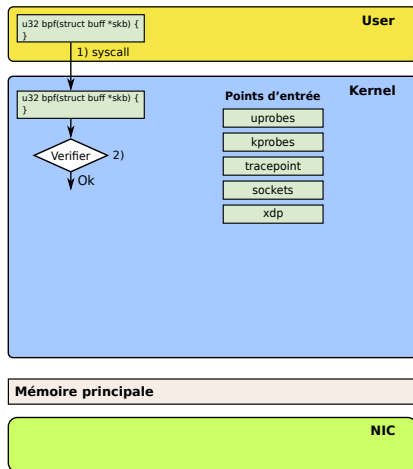 User
u32 bpf(struct buff *skb) {
}
1) syscall
Kernel
u32 bpf(struct buff *skb) {
}
Verifier
2)
Ok
Points d'entrée
uprobes
kprobes
tracepoint
sockets
xdp
Mémoire principale
NIC